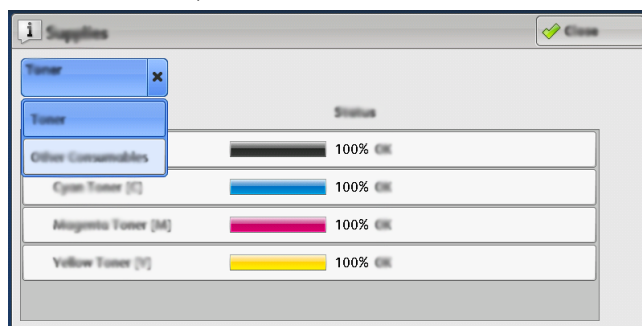 Supplies
Close
Toner
Status
Toner
100% OK
Other Consumables
Cyan Toner [C] 100% OK
Magenta Toner [M] 100% OK
Yellow Toner [Y] 100% OK